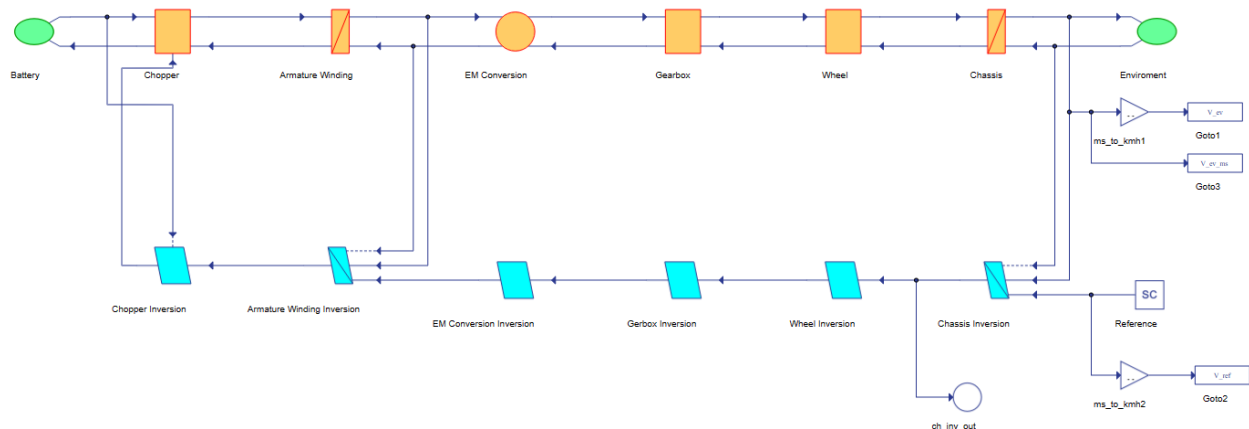 Battery
Chopper
Armature Winding
EM Conversion
Gearbox
Wheel
Chassis
Enviroment
V_ev
ms_to_kmh1
Goto1
V_ev_ms
Goto3
Chopper Inversion
Armature Winding Inversion
EM Conversion Inversion
Gerbox Inversion
Wheel Inversion
Chassis Inversion
SC
Reference
V_ref
ms_to_kmh2
Goto2
ch_inv_out